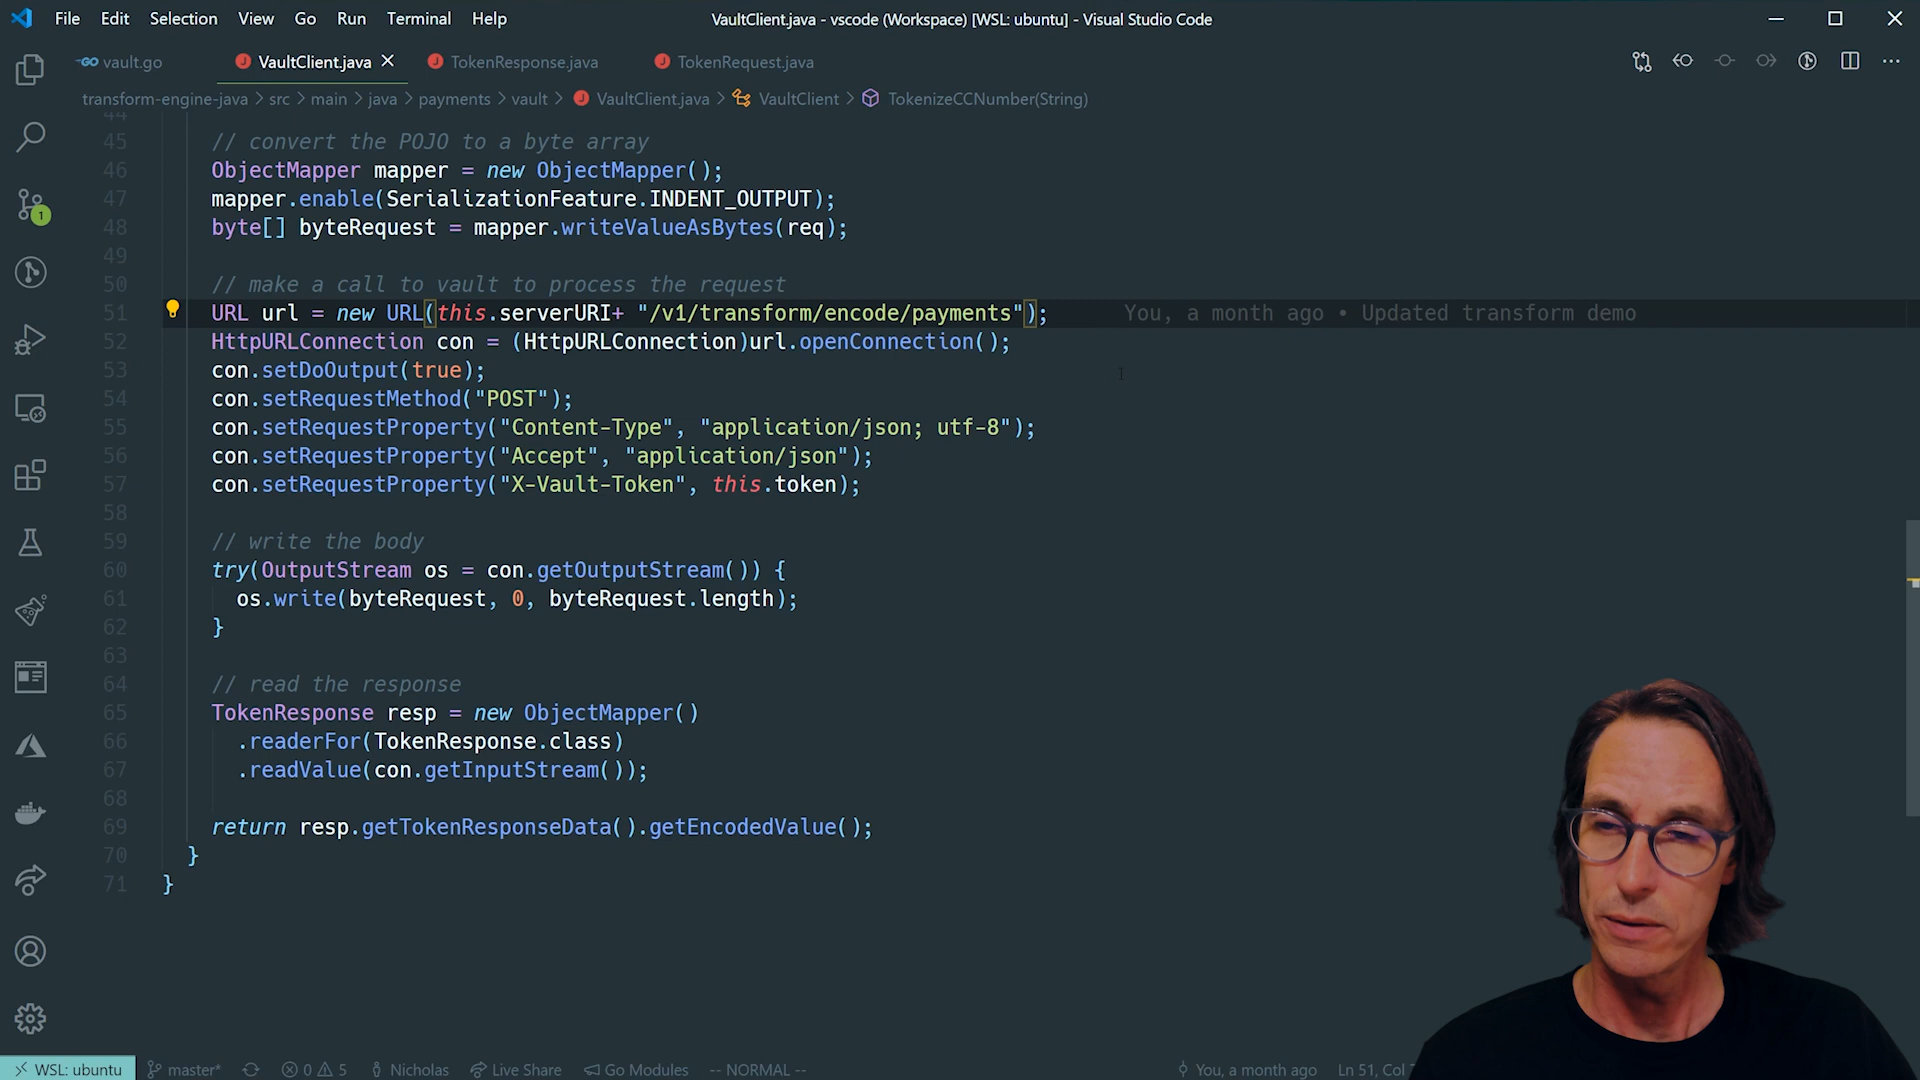 File Edit Selection View Go Run Terminal Help
VaultClient.java - vscode (Workspace) [WSL: ubuntu] - Visual Studio Code
GO vault.go J VaultClient.java J TokenResponse.java J TokenRequest.java
transform-engine-java > src > main > java > payments > vault > J VaultClient.java > VaultClient > TokenizeCCNumber(String)
44
45 // convert the POJO to a byte array
46 ObjectMapper mapper = new ObjectMapper();
47 mapper.enable(SerializationFeature.INDENT_OUTPUT);
48 byte[] byteRequest = mapper.writeValueAsBytes(req);
49
50 // make a call to vault to process the request
51 URL url = new URL(this.serverURI+ "/v1/transform/encode/payments"); You, a month ago • Updated transform demo
52 HttpURLConnection con = (HttpURLConnection)url.openConnection();
53 con.setDoOutput(true);
54 con.setRequestMethod("POST");
55 con.setRequestProperty("Content-Type", "application/json; utf-8");
56 con.setRequestProperty("Accept", "application/json");
57 con.setRequestProperty("X-Vault-Token", this.token);
58
59 // write the body
60 try(OutputStream os = con.getOutputStream()) {
61 os.write(byteRequest, 0, byteRequest.length);
62 }
63
64 // read the response
65 TokenResponse resp = new ObjectMapper()
66 .readerFor(TokenResponse.class)
67 .readValue(con.getInputStream());
68
69 return resp.getTokenResponseData().getEncodedValue();
70 }
71 }
1
WSL: ubuntu master* 0 5 Nicholas Live Share Go Modules -- NORMAL -- You, a month ago Ln 51, Col